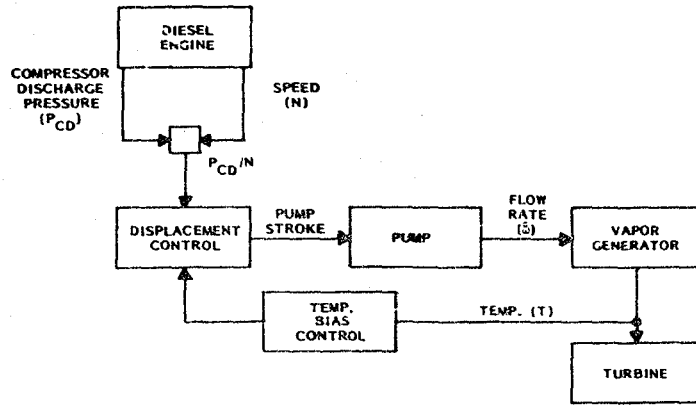 DIESEL
ENGINE
COMPRESSOR
DISCHARGE
PRESSURE
(PCD)
SPEED
(N)
PCD/N
DISPLACEMENT
CONTROL
PUMP
STROKE
PUMP
FLOW
RATE
VAPOR
GENERATOR
TEMP.
BIAS
CONTROL
TEMP. (T)
TURBINE